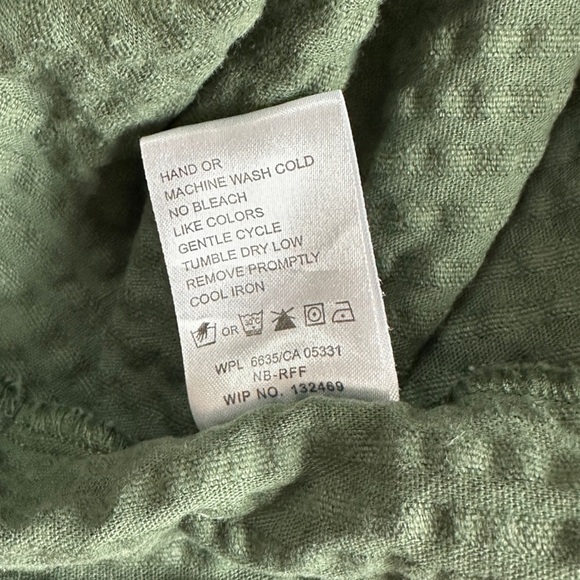 HAND OR
MACHINE WASH COLD
NO BLEACH
LIKE COLORS
GENTLE CYCLE
TUMBLE DRY LOW
REMOVE PROMPTLY
COOL IRON
OR
WPL 6635/CA 05331
NB-RFF
WIP NO. 132469